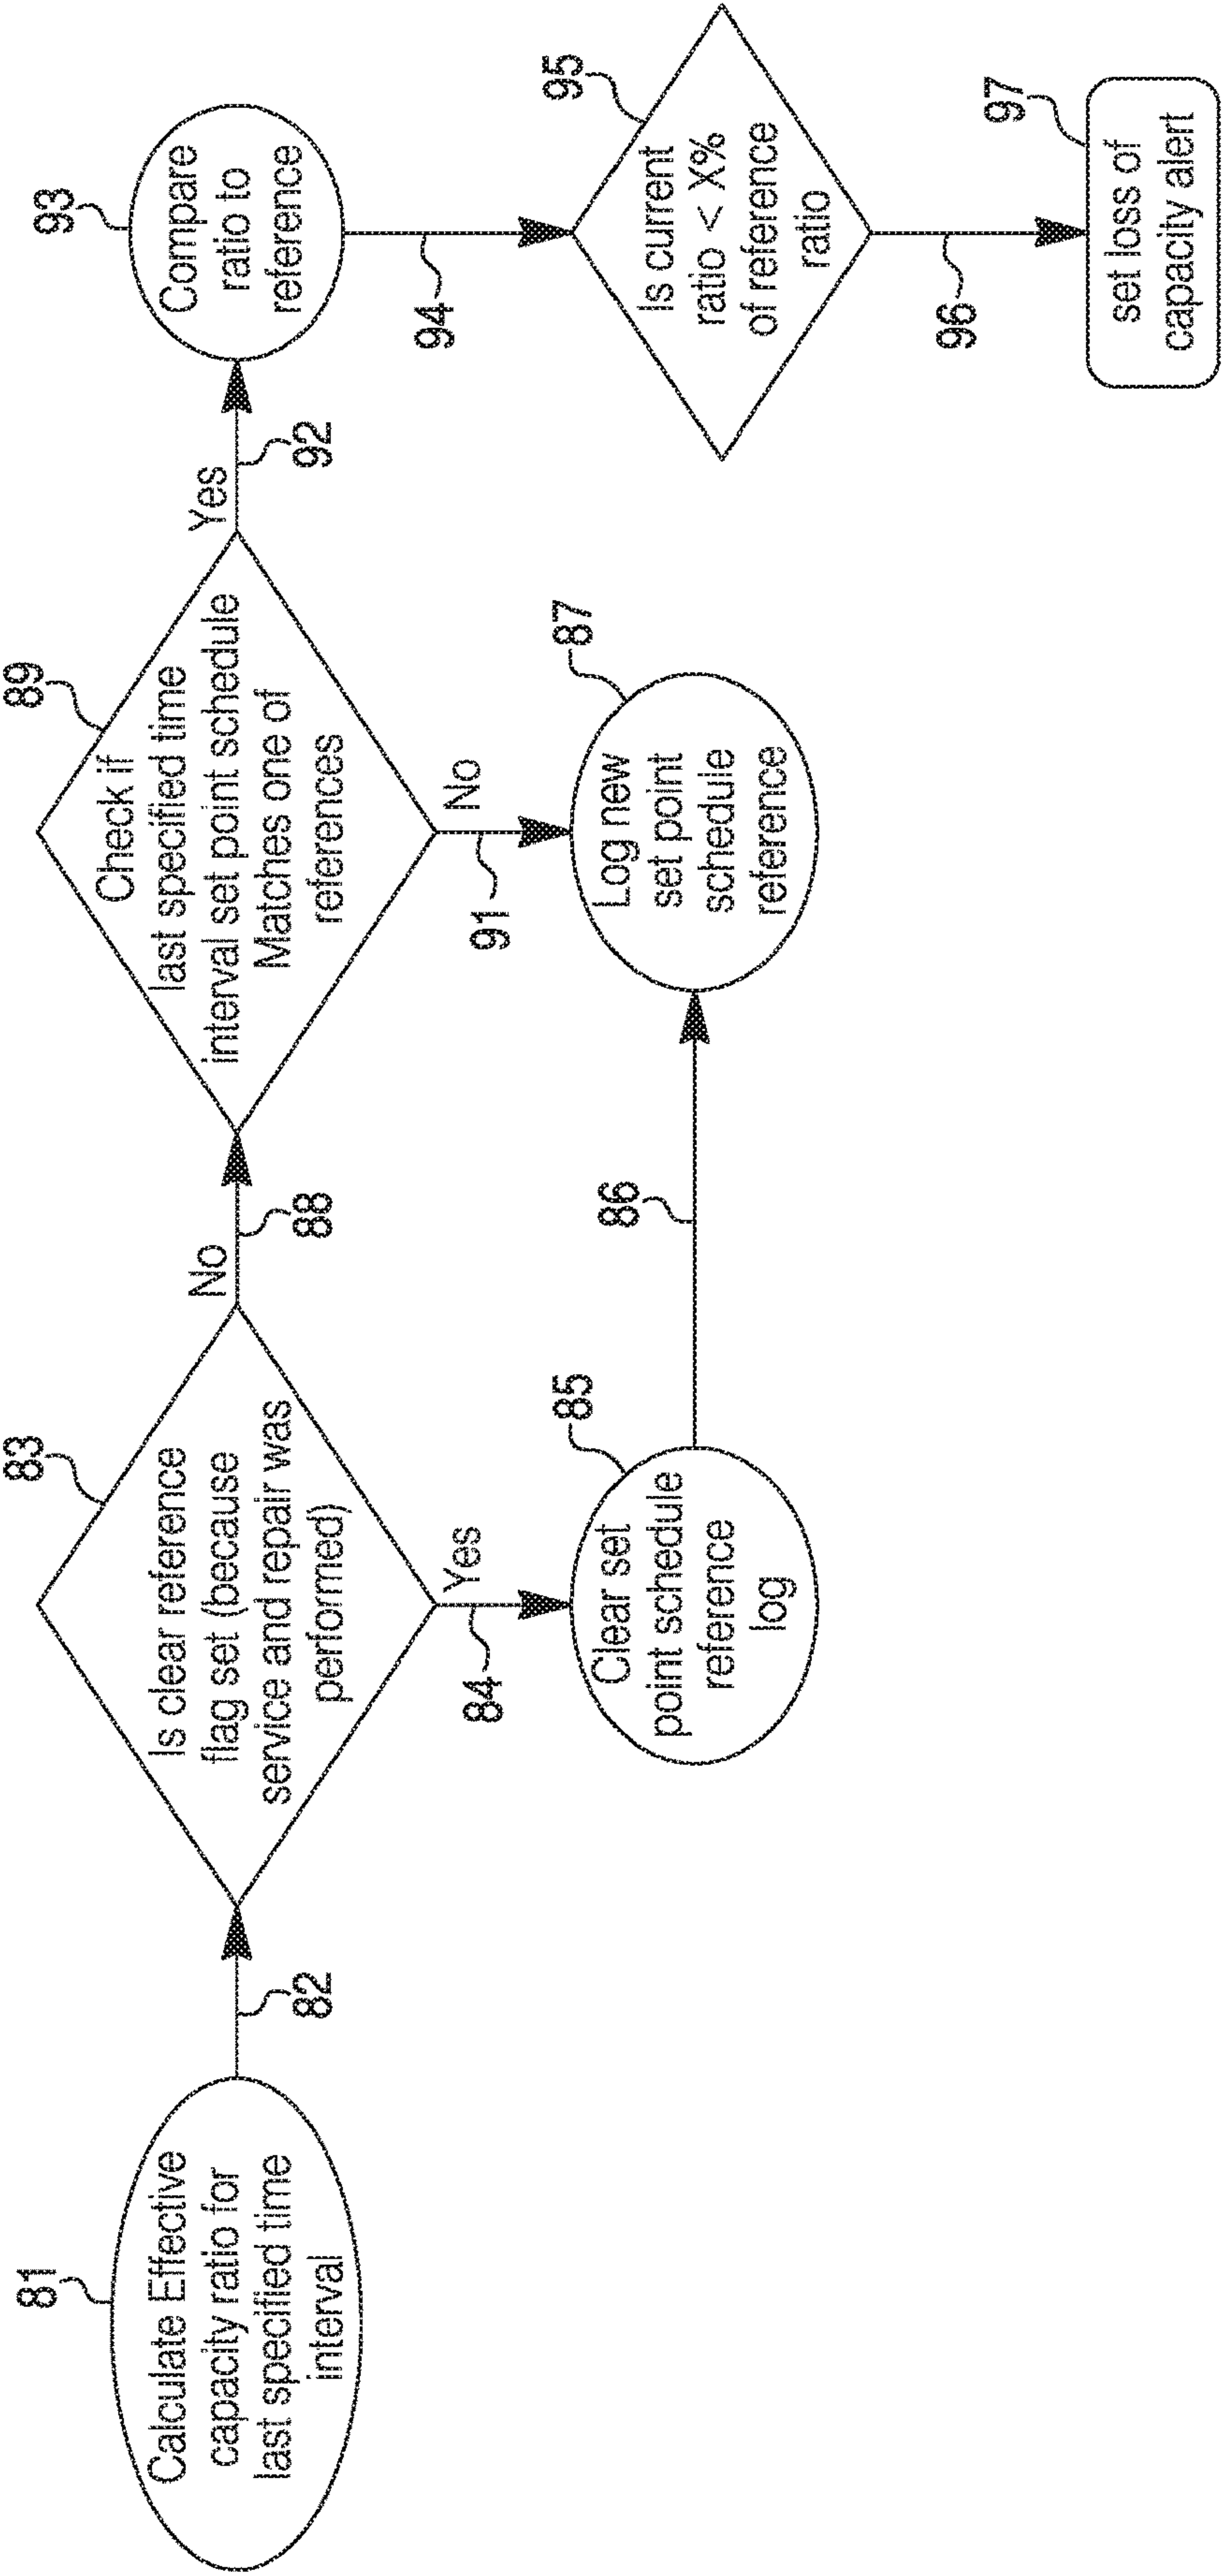 81
Calculate Effective
capacity ratio for
last specified time
interval
82
83
Is clear reference
flag set (because
service and repair was
performed)
No
88
Yes
84
85
Clear set
point schedule
reference
log
86
89
Check if
last specified time
interval set point schedule
Matches one of
references
Yes
92
No
91
87
Log new
set point
schedule
reference
93
Compare
ratio to
reference
94
95
Is current
ratio < X%
of reference
ratio
96
97
set loss of
capacity alert